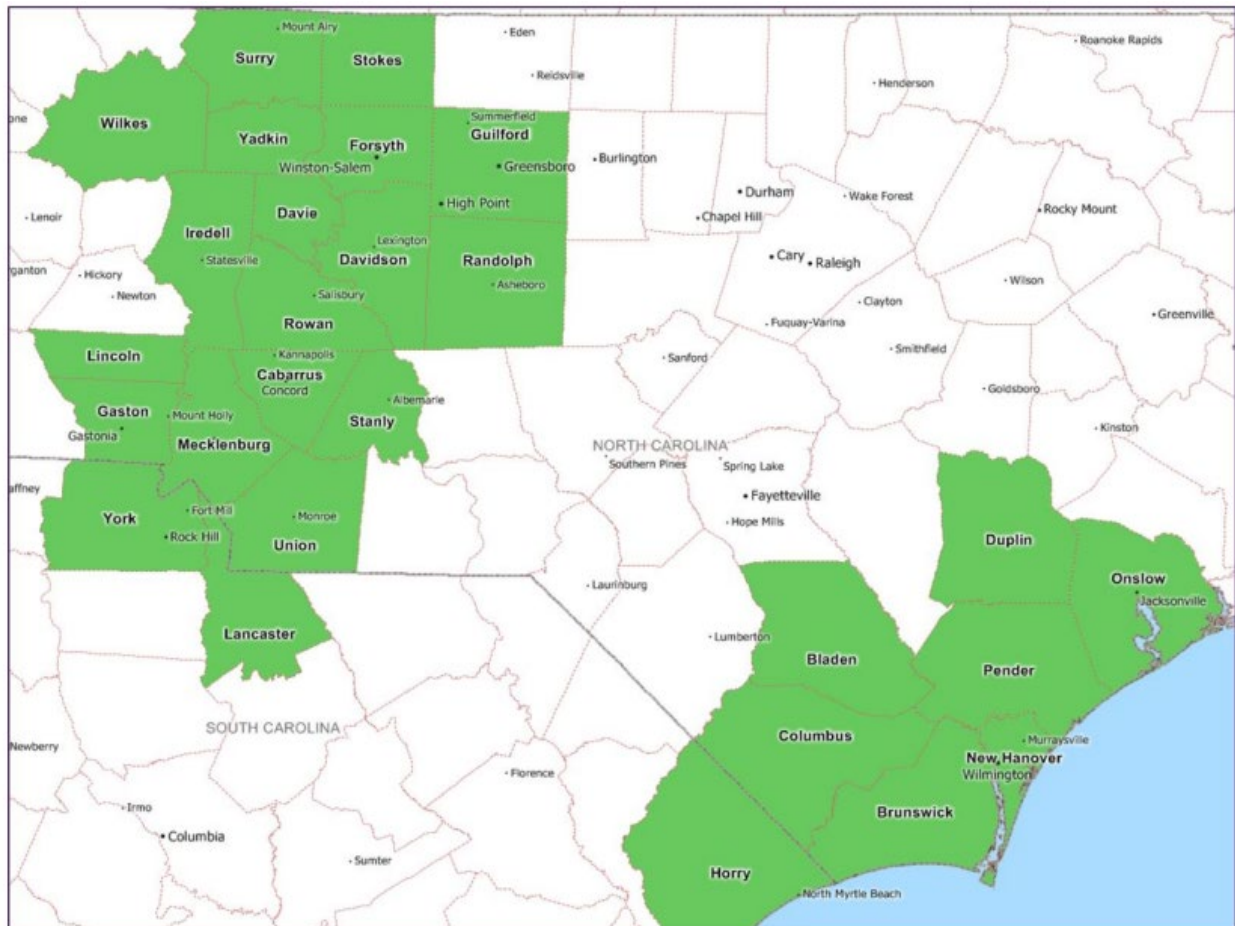 Mount Airy
Eden
Roanoke Rapids
Surry
Stokes
Reidsville
Henderson
Wilkes
one
Summerfield
Guilford
Yadkin
Forsyth
Winston-Salem
Greensboro
Burlington
Durham
Wake Forest
High Point
Chapel Hill
Rocky Mount
Lenoir
Davie
Iredell
Lexington
Statesville
Davidson
Randolph
Cary
Raleigh
rganton
Hickory
Newton
Salisbury
Asheboro
Wilson
Clayton
Rowan
Fuquay-Varina
Greenville
Smithfield
Lincoln
Kannapolis
Cabarrus
Concord
Sanford
Goldsboro
Gaston
Mount Holly
Albemarle
Stanly
Gastonia
Mecklenburg
NORTH CAROLINA
Kinston
Southern Pines
Spring Lake
affney
Fayetteville
York
Fort Mill
Monroe
Hope Mills
Rock Hill
Union
Duplin
Onslow
Laurinburg
Jacksonville
Lancaster
Lumberton
Bladen
Pender
SOUTH CAROLINA
Columbus
Newberry
Murraysville
New Hanover
Wilmington
Florence
Irmo
Brunswick
Columbia
Sumter
Horry
North Myrtle Beach